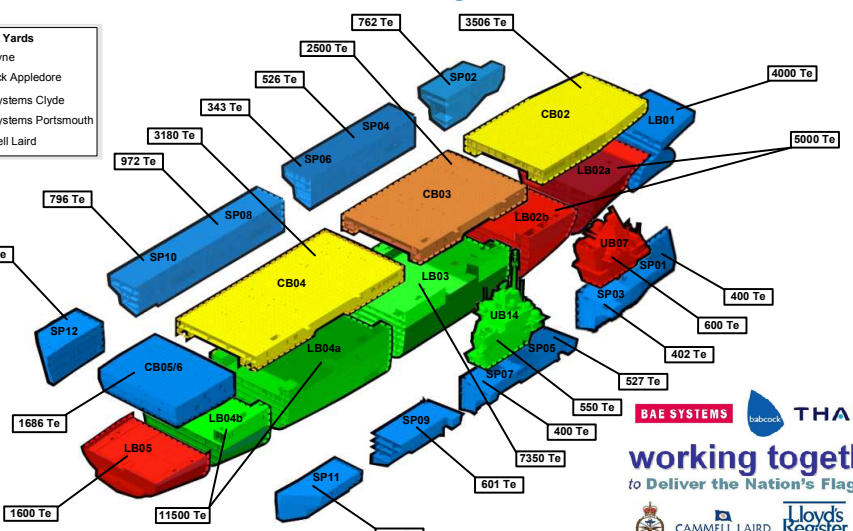 Yards
yne
ck Appledore
ystems Clyde
ystems Portsmouth
ell Laird
762 Te
3506 Te
2500 Te
526 Te
343 Te
3180 Te
972 Te
796 Te
e
4000 Te
5000 Te
SP02
CB02
LB01
SP04
SP06
LB02a
CB03
LB02b
SP08
SP10
UB07
SP01
SP03
LB03
CB04
400 Te
600 Te
402 Te
SP12
UB14
LB04a
SP05
SP07
CB05/6
527 Te
550 Te
400 Te
1686 Te
LB04b
SP09
LB05
601 Te
7350 Te
SP11
1600 Te
11500 Te
BAE SYSTEMS
babcock
THA
working togeth
to Deliver the Nation's Flag
CAMMELL LAIRD
Lloyd's
Register